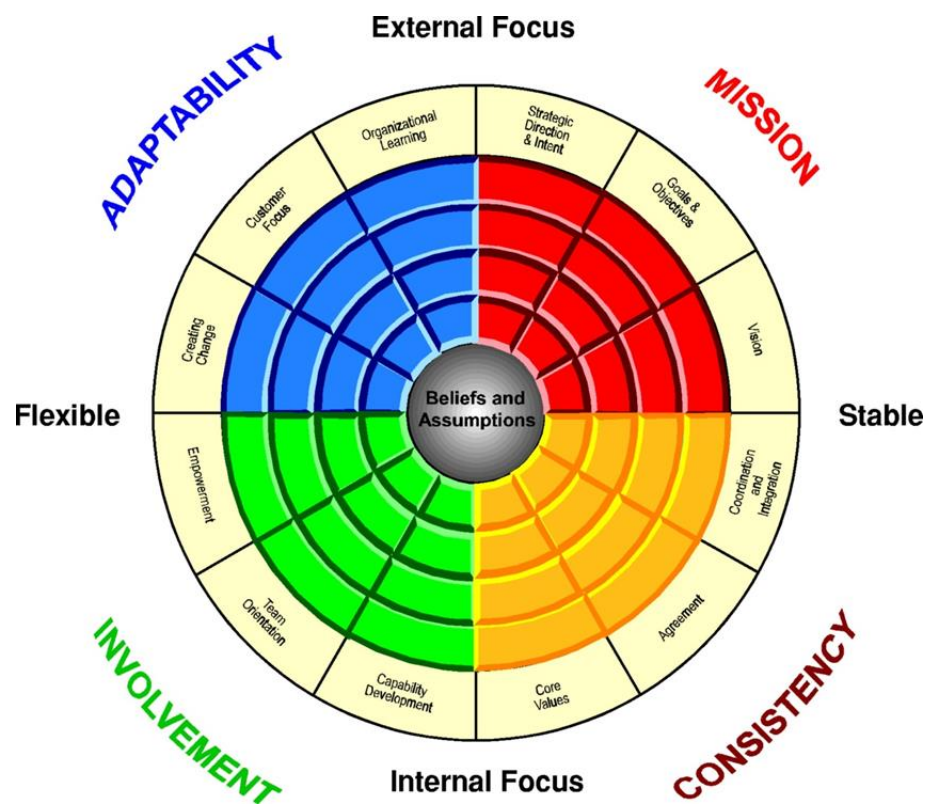 External Focus
ADAPTABILITY
MISSION
Organizational
Learning
Strategic
Direction
& Intent
Customer
Focus
Goals &
Objectives
Creating
Change
Vision
Flexible
Beliefs and
Assumptions
Stable
Empowerment
Coordination
and
Integration
Team
Orientation
Agreement
Capability
Development
Core
Values
INVOLVEMENT
CONSISTENCY
Internal Focus